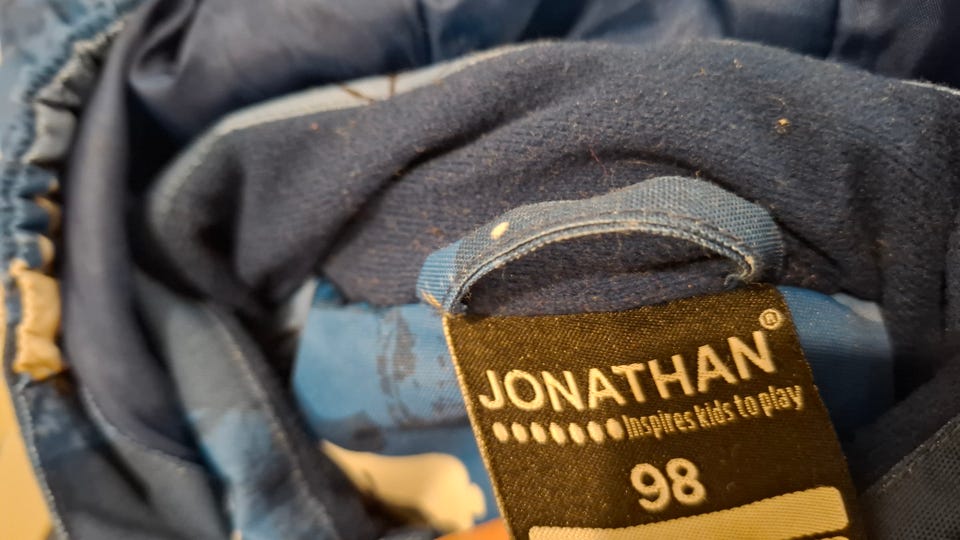 JONATHAN®
Inspires kids to play
98